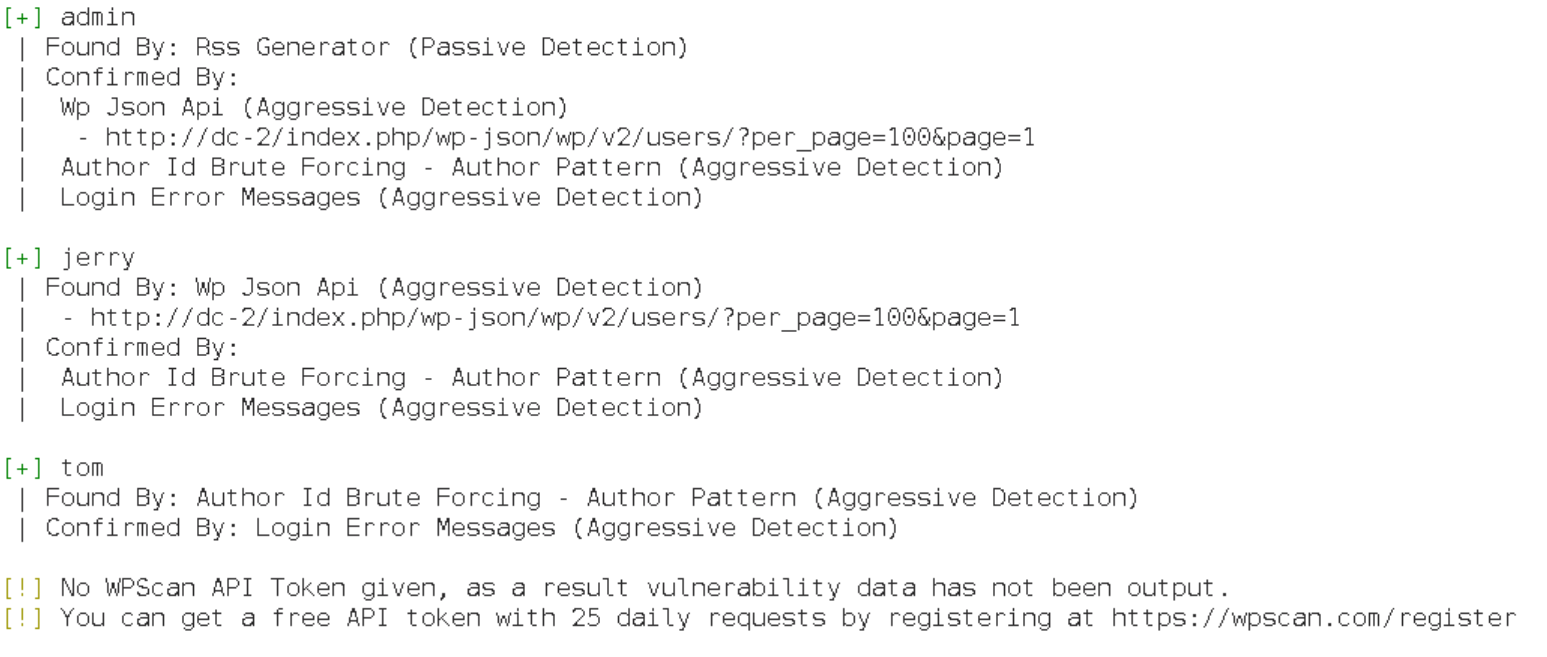 [+] admin
 | Found By: Rss Generator (Passive Detection)
 | Confirmed By:
 |  Wp Json Api (Aggressive Detection)
 |   - http://dc-2/index.php/wp-json/wp/v2/users/?per_page=100&page=1
 |  Author Id Brute Forcing - Author Pattern (Aggressive Detection)
 |  Login Error Messages (Aggressive Detection)

[+] jerry
 | Found By: Wp Json Api (Aggressive Detection)
 |  - http://dc-2/index.php/wp-json/wp/v2/users/?per_page=100&page=1
 | Confirmed By:
 |  Author Id Brute Forcing - Author Pattern (Aggressive Detection)
 |  Login Error Messages (Aggressive Detection)

[+] tom
 | Found By: Author Id Brute Forcing - Author Pattern (Aggressive Detection)
 | Confirmed By: Login Error Messages (Aggressive Detection)

[!] No WPScan API Token given, as a result vulnerability data has not been output.
[!] You can get a free API token with 25 daily requests by registering at https://wpscan.com/register